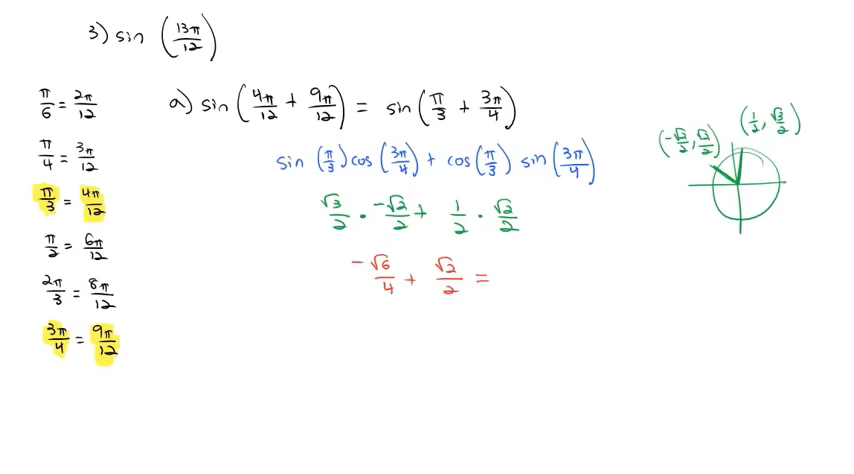 3) sin (13π/12)
π/6 = 2π/12
π/4 = 3π/12
π/3 = 4π/12
π/2 = 6π/12
2π/3 = 8π/12
3π/4 = 9π/12
a) sin (4π/12 + 9π/12) = sin (π/3 + 3π/4)
sin (π/3) cos (3π/4) + cos (π/3) sin (3π/4)
√3/2 · -√2/2 + 1/2 · √2/2
-√6/4 + √2/2 =
(-√2/2, √2/2)
(1/2, √3/2)